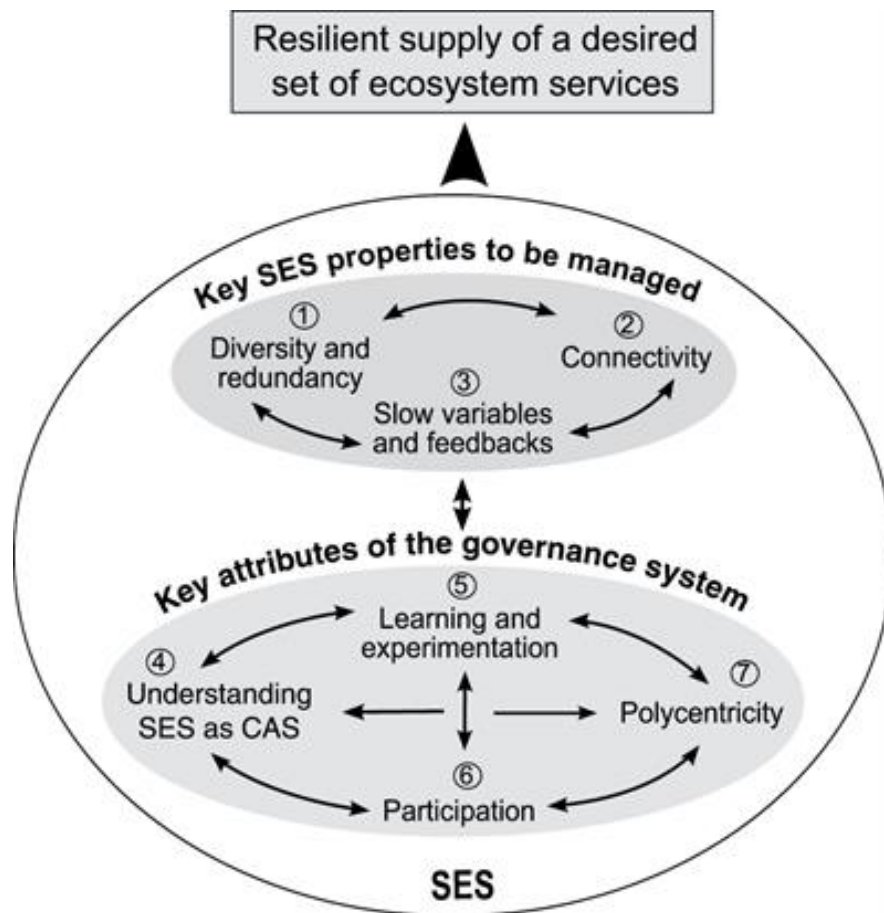 Resilient supply of a desired
set of ecosystem services
Key SES properties to be managed
①
Diversity and
redundancy
②
Connectivity
③
Slow variables
and feedbacks
Key attributes of the governance system
⑤
Learning and
experimentation
④
Understanding
SES as CAS
⑦
Polycentricity
⑥
Participation
SES